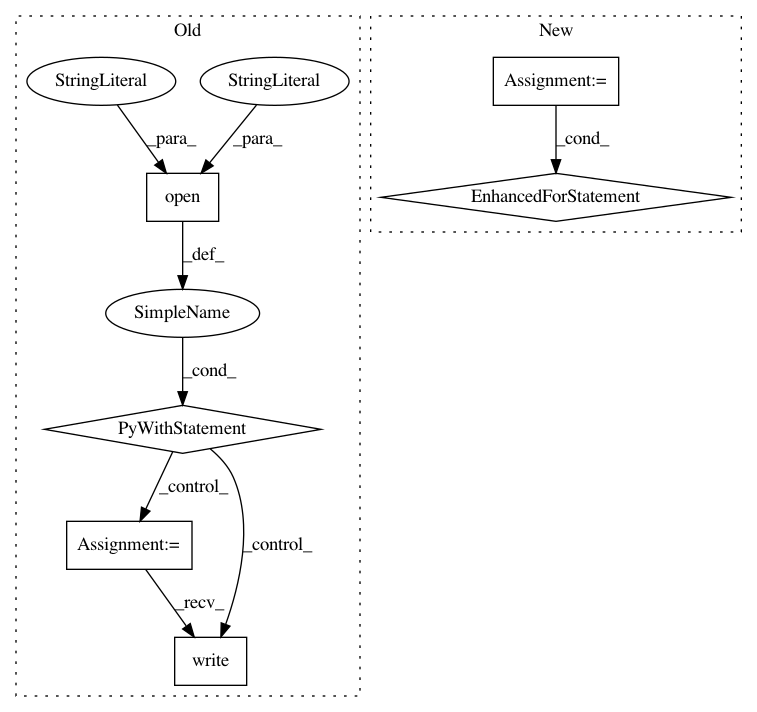 Old
New
StringLiteral
StringLiteral
Assignment:=
_para_
_para_
_cond_
open
EnhancedForStatement
_def_
SimpleName
_cond_
PyWithStatement
_control_
Assignment:=
_control_
_recv_
write